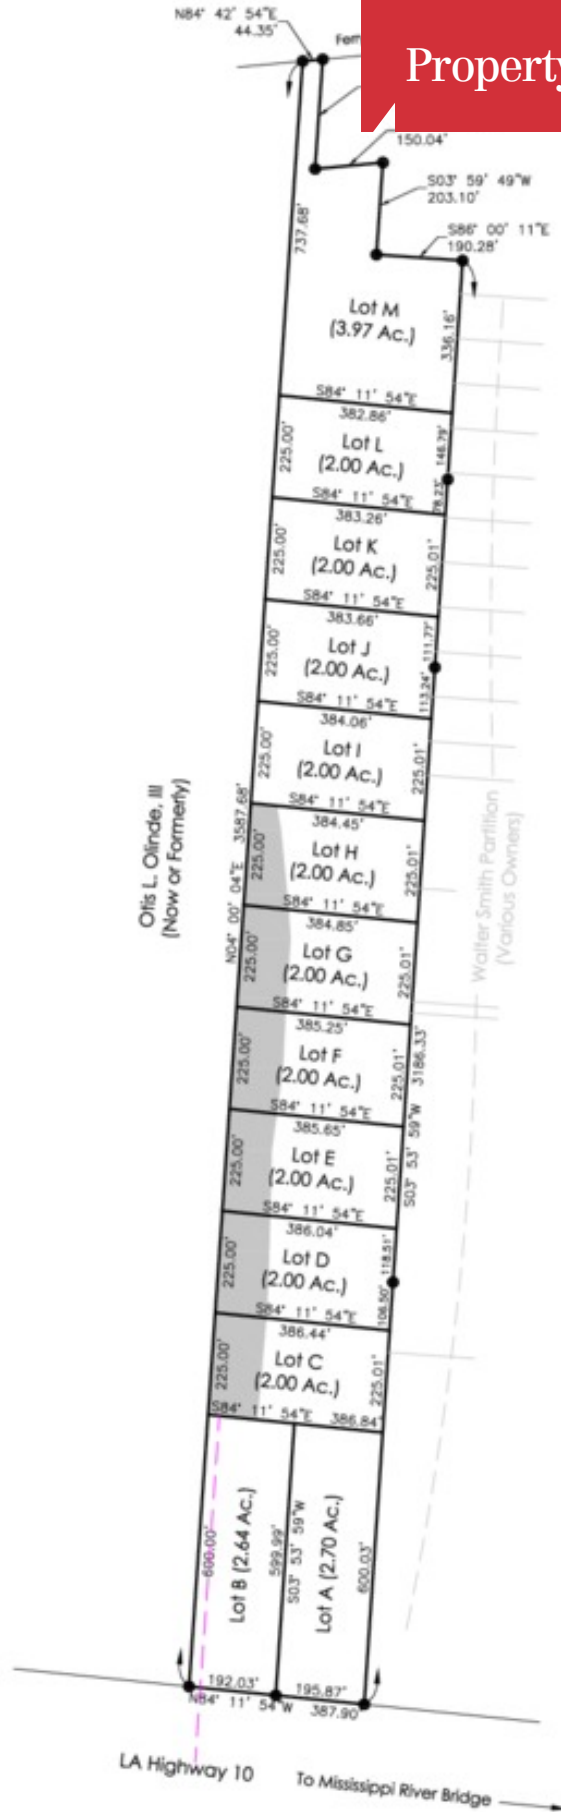 N84° 42' 54"E
44.35'
Property
150.04'
S03° 59' 49"W
203.10'
S86° 00' 11"E
190.28'
737.68'
Lot M
(3.97 Ac.)
336.16'
S84° 11' 54"E
382.86'
225.00'
Lot L
(2.00 Ac.)
146.79'
78.23'
S84° 11' 54"E
383.26'
225.00'
Lot K
(2.00 Ac.)
225.01'
S84° 11' 54"E
383.66'
225.00'
Lot J
(2.00 Ac.)
111.77'
113.24'
S84° 11' 54"E
384.06'
225.00'
Lot I
(2.00 Ac.)
225.01'
S84° 11' 54"E
384.45'
225.00'
Lot H
(2.00 Ac.)
225.01'
S84° 11' 54"E
384.85'
225.00'
Lot G
(2.00 Ac.)
225.01'
S84° 11' 54"E
385.25'
225.00'
Lot F
(2.00 Ac.)
225.01'
S84° 11' 54"E
385.65'
225.00'
Lot E
(2.00 Ac.)
225.01'
S84° 11' 54"E
386.04'
225.00'
Lot D
(2.00 Ac.)
118.51'
106.50'
S84° 11' 54"E
386.44'
225.00'
Lot C
(2.00 Ac.)
225.01'
S84° 11' 54"E 386.84'
Otis L. Olinde, III
(Now or Formerly)
N04° 00' 04"E 3587.68'
Walter Smith Partition
(Various Owners)
S03° 53' 59"W 3186.33'
600.00'
Lot B (2.64 Ac.)
599.99'
S03° 53' 59"W
Lot A (2.70 Ac.)
600.03'
192.03' 195.87'
N84° 11' 54"W 387.90'
LA Highway 10
To Mississippi River Bridge